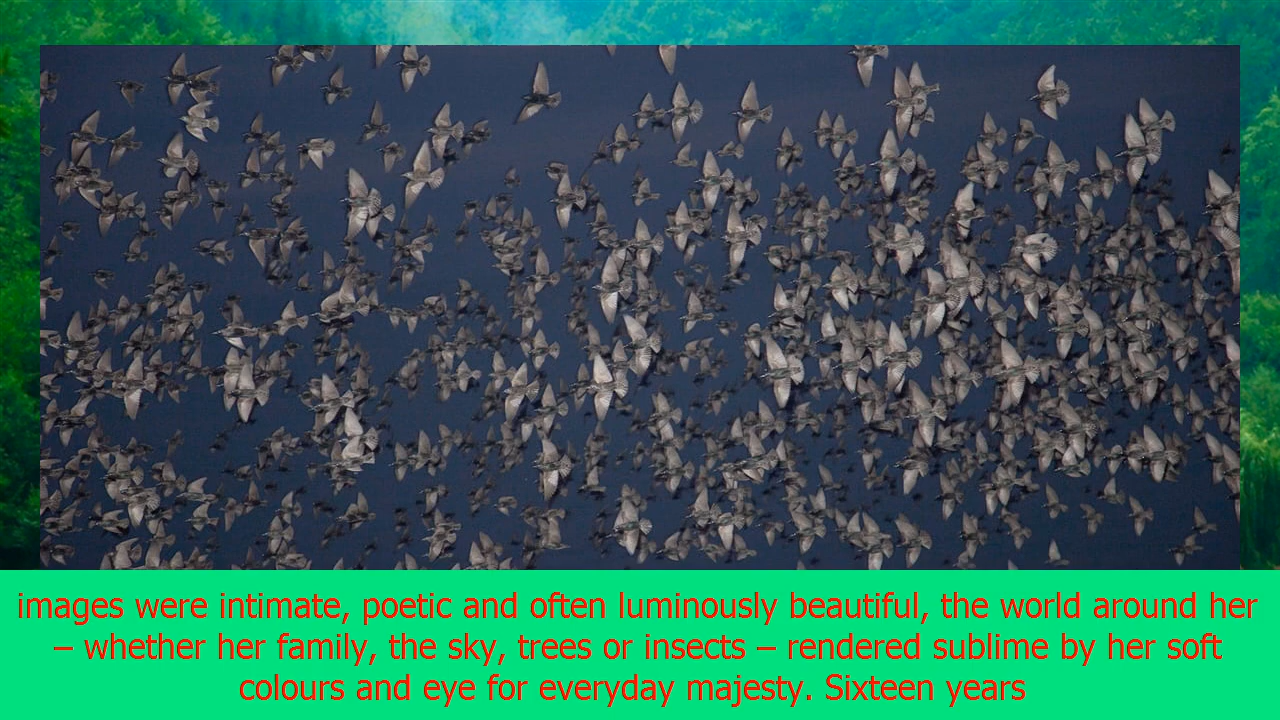 images were intimate, poetic and often luminously beautiful, the world around her
– whether her family, the sky, trees or insects – rendered sublime by her soft
colours and eye for everyday majesty. Sixteen years